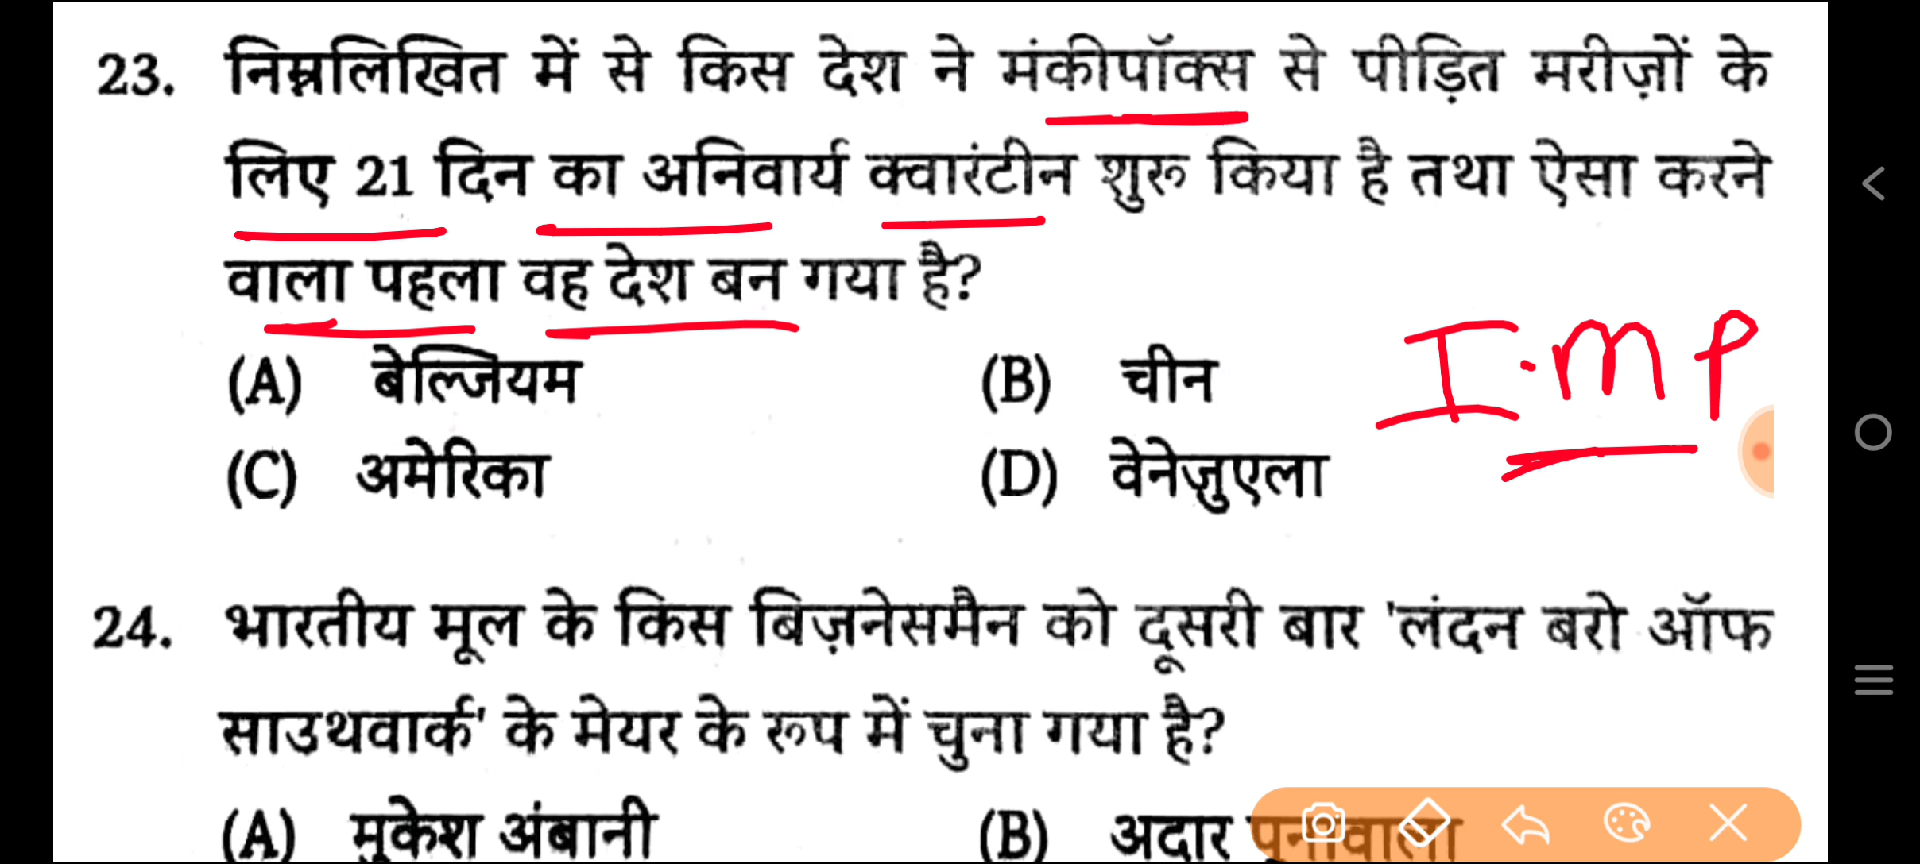 23. निम्नलिखित में से किस देश ने मंकीपॉक्स से पीड़ित मरीज़ों के
लिए 21 दिन का अनिवार्य क्वारंटीन शुरू किया है तथा ऐसा करने
वाला पहला वह देश बन गया है?
(A) बेल्जियम (B) चीन
I.MP
(C) अमेरिका (D) वेनेज़ुएला
24. भारतीय मूल के किस बिज़नेसमैन को दूसरी बार 'लंदन बरो ऑफ
साउथवार्क' के मेयर के रूप में चुना गया है?
(A) मुकेश अंबानी (B) अदार पूनावाला